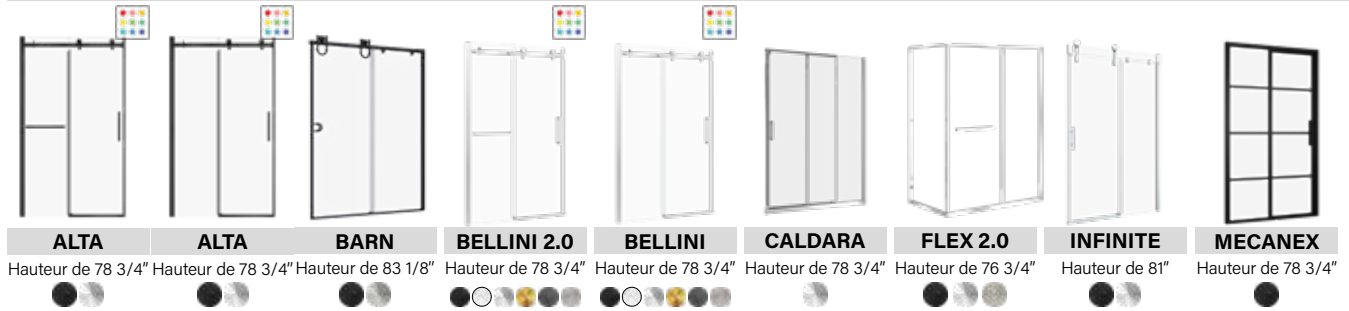 ALTA ALTA BARN BELLINI 2.0 BELLINI CALDARA FLEX 2.0 INFINITE MECANEX
Hauteur de 78 3/4” Hauteur de 78 3/4” Hauteur de 83 1/8” Hauteur de 78 3/4” Hauteur de 78 3/4” Hauteur de 78 3/4” Hauteur de 76 3/4” Hauteur de 81” Hauteur de 78 3/4”